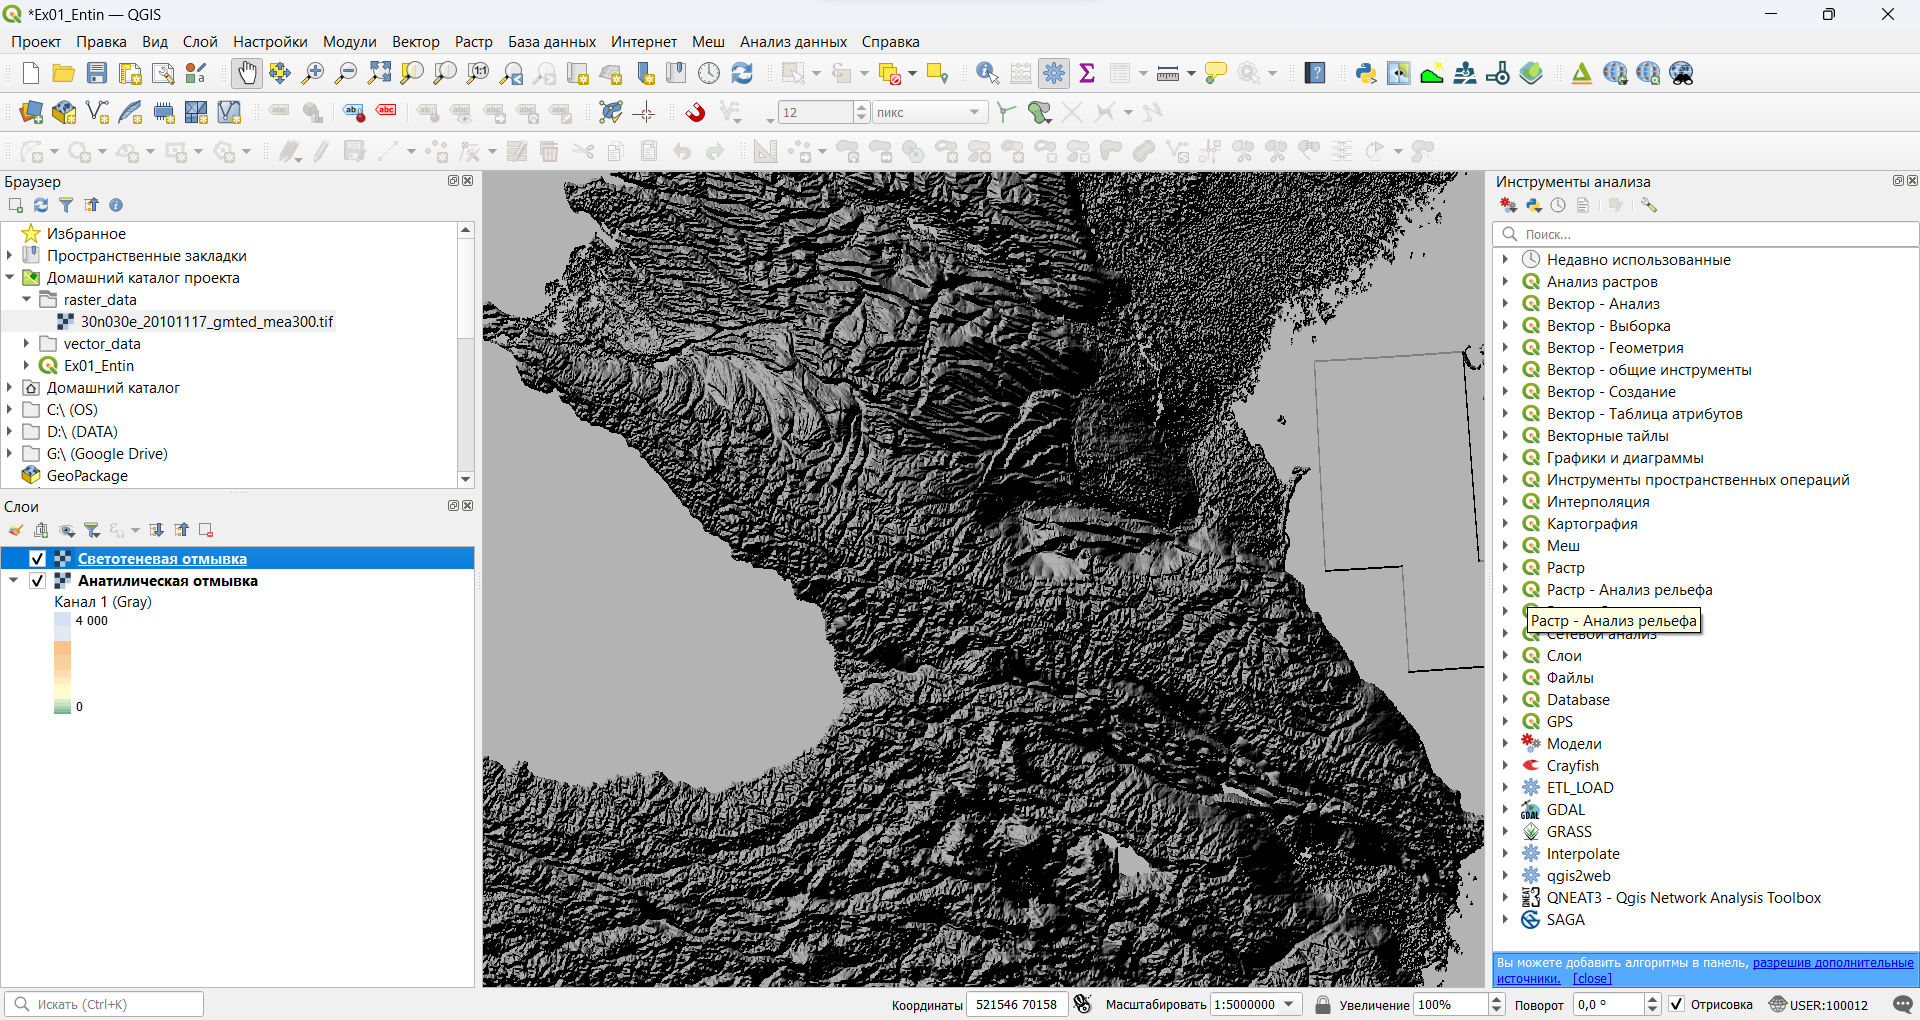 *Ex01_Entin — QGIS
Проект Правка Вид Слой Настройки Модули Вектор Растр База данных Интернет Меш Анализ данных Справка
12 пикс
Браузер
Избранное
Пространственные закладки
Домашний каталог проекта
raster_data
30n030e_20101117_gmted_mea300.tif
vector_data
Ex01_Entin
Домашний каталог
C:\ (OS)
D:\ (DATA)
G:\ (Google Drive)
GeoPackage
Слои
Светотеневая отмывка
Анатилическая отмывка
Канал 1 (Gray)
4 000
0
Инструменты анализа
Поиск...
Недавно использованные
Анализ растров
Вектор - Анализ
Вектор - Выборка
Вектор - Геометрия
Вектор - общие инструменты
Вектор - Создание
Вектор - Таблица атрибутов
Векторные тайлы
Графики и диаграммы
Инструменты пространственных операций
Интерполяция
Картография
Меш
Растр
Растр - Анализ рельефа
Растр - Анализ рельефа
Сетевой анализ
Слои
Файлы
Database
GPS
Модели
Crayfish
ETL_LOAD
GDAL
GRASS
Interpolate
qgis2web
QNEAT3 - Qgis Network Analysis Toolbox
SAGA
Вы можете добавить алгоритмы в панель, разрешив дополнительные
источники. [close]
Искать (Ctrl+K)
Координаты 521546 70158 Масштабировать 1:5000000 Увеличение 100% Поворот 0,0 ° Отрисовка USER:100012